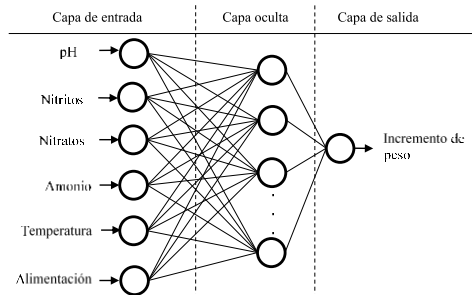 Capa de entrada
Capa oculta
Capa de salida
pH
Nitritos
Nitratos
Amonio
Temperatura
Alimentación
Incremento de
peso